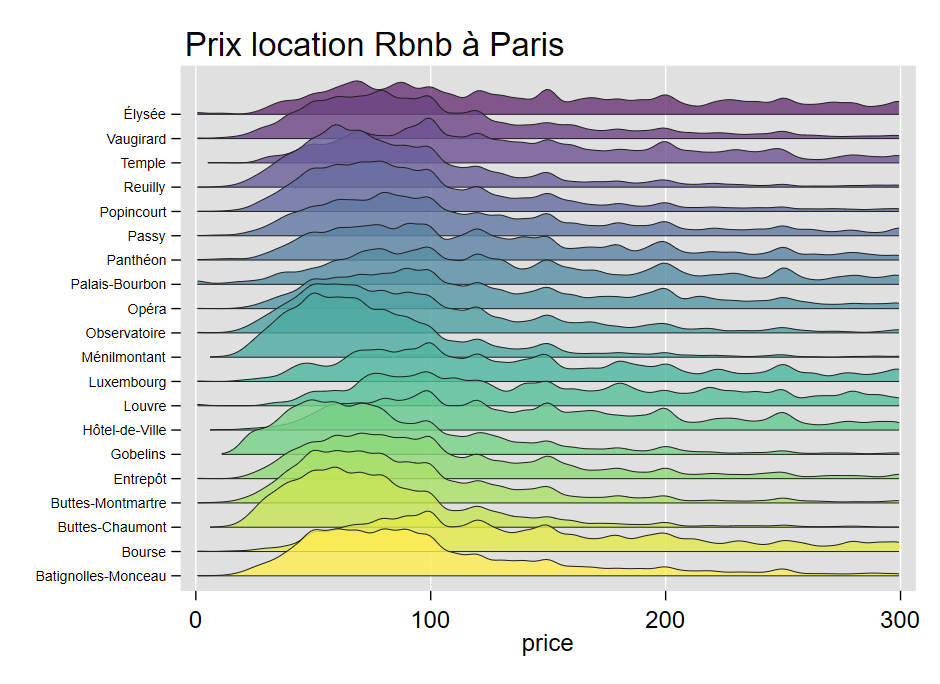 Prix location Rbnb à Paris
Élysée
Vaugirard
Temple
Reuilly
Popincourt
Passy
Panthéon
Palais-Bourbon
Opéra
Observatoire
Ménilmontant
Luxembourg
Louvre
Hôtel-de-Ville
Gobelins
Entrepôt
Buttes-Montmartre
Buttes-Chaumont
Bourse
Batignolles-Monceau
0 100 200 300
price